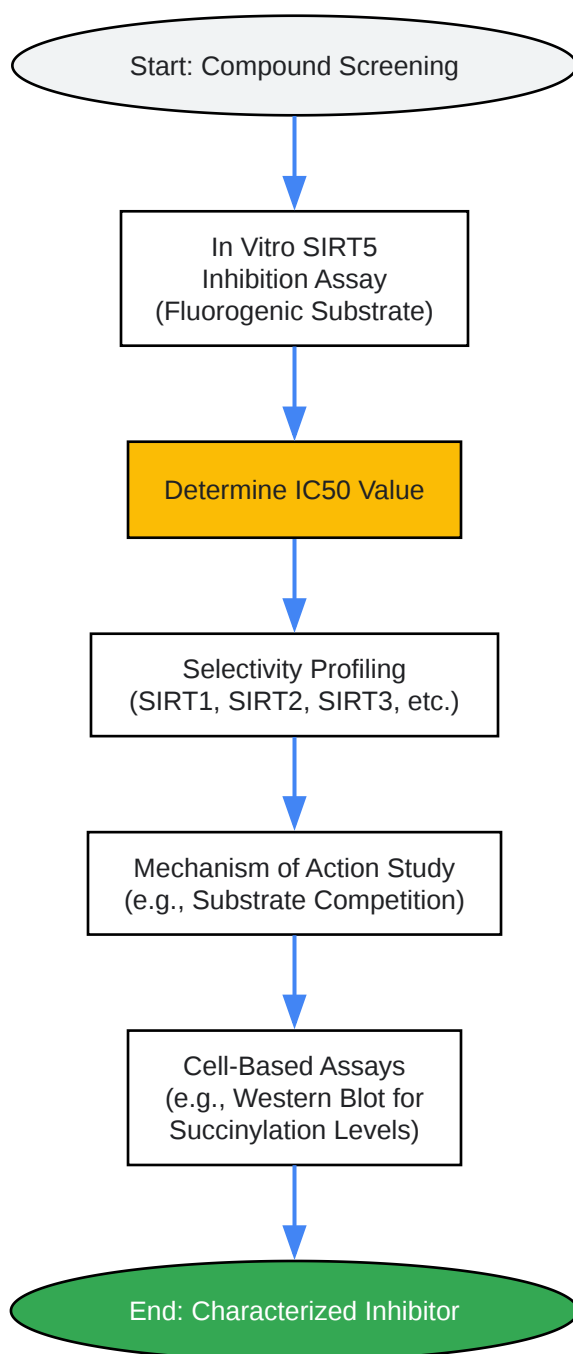 Start: Compound Screening
In Vitro SIRT5
Inhibition Assay
(Fluorogenic Substrate)
Determine IC50 Value
Selectivity Profiling
(SIRT1, SIRT2, SIRT3, etc.)
Mechanism of Action Study
(e.g., Substrate Competition)
Cell-Based Assays
(e.g., Western Blot for
Succinylation Levels)
End: Characterized Inhibitor